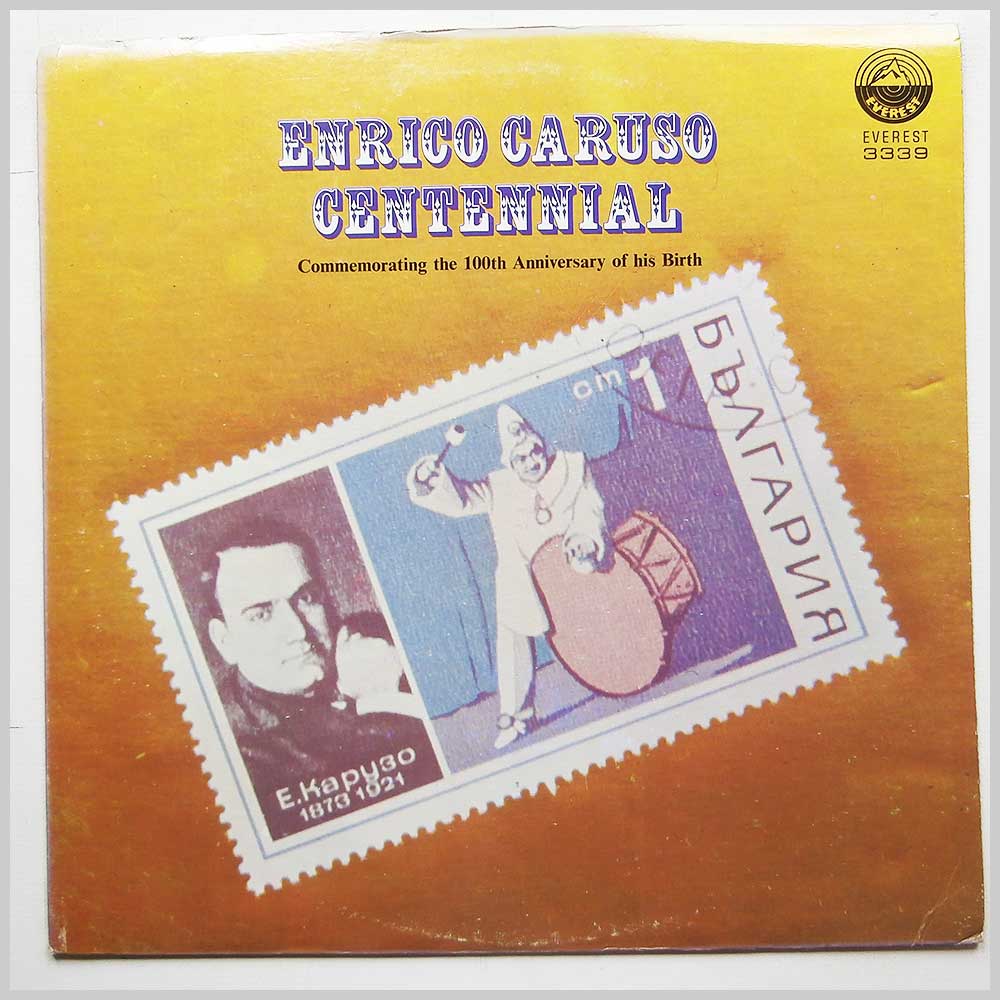 ENRICO CARUSO
CENTENNIAL
Commemorating the 100th Anniversary of his Birth
EVEREST
EVEREST
3339
ст 1
БЪЛГАРИЯ
Е.Карузо
1873 1921